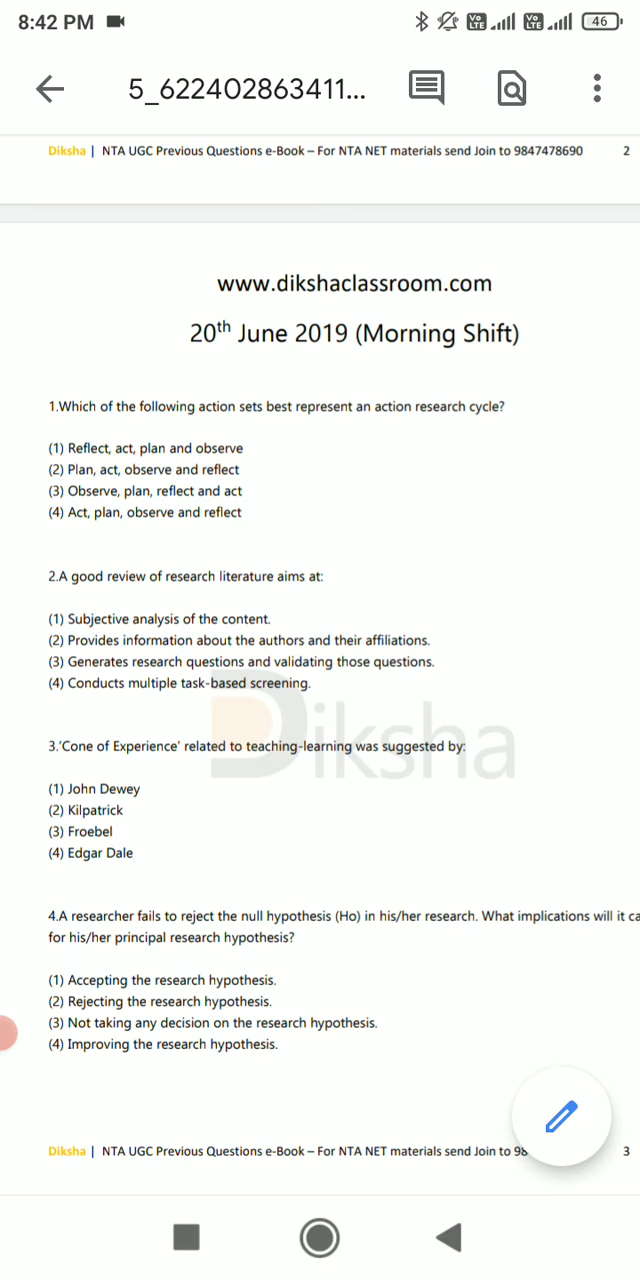 8:42 PM
Vo LTE
Vo LTE
46
5_622402863411...
Diksha | NTA UGC Previous Questions e-Book – For NTA NET materials send Join to 9847478690 2
www.dikshaclassroom.com
20th June 2019 (Morning Shift)
1.Which of the following action sets best represent an action research cycle?
(1) Reflect, act, plan and observe
(2) Plan, act, observe and reflect
(3) Observe, plan, reflect and act
(4) Act, plan, observe and reflect
2.A good review of research literature aims at:
(1) Subjective analysis of the content.
(2) Provides information about the authors and their affiliations.
(3) Generates research questions and validating those questions.
(4) Conducts multiple task-based screening.
Diksha
3.'Cone of Experience' related to teaching-learning was suggested by:
(1) John Dewey
(2) Kilpatrick
(3) Froebel
(4) Edgar Dale
4.A researcher fails to reject the null hypothesis (Ho) in his/her research. What implications will it ca
for his/her principal research hypothesis?
(1) Accepting the research hypothesis.
(2) Rejecting the research hypothesis.
(3) Not taking any decision on the research hypothesis.
(4) Improving the research hypothesis.
Diksha | NTA UGC Previous Questions e-Book – For NTA NET materials send Join to 98 3